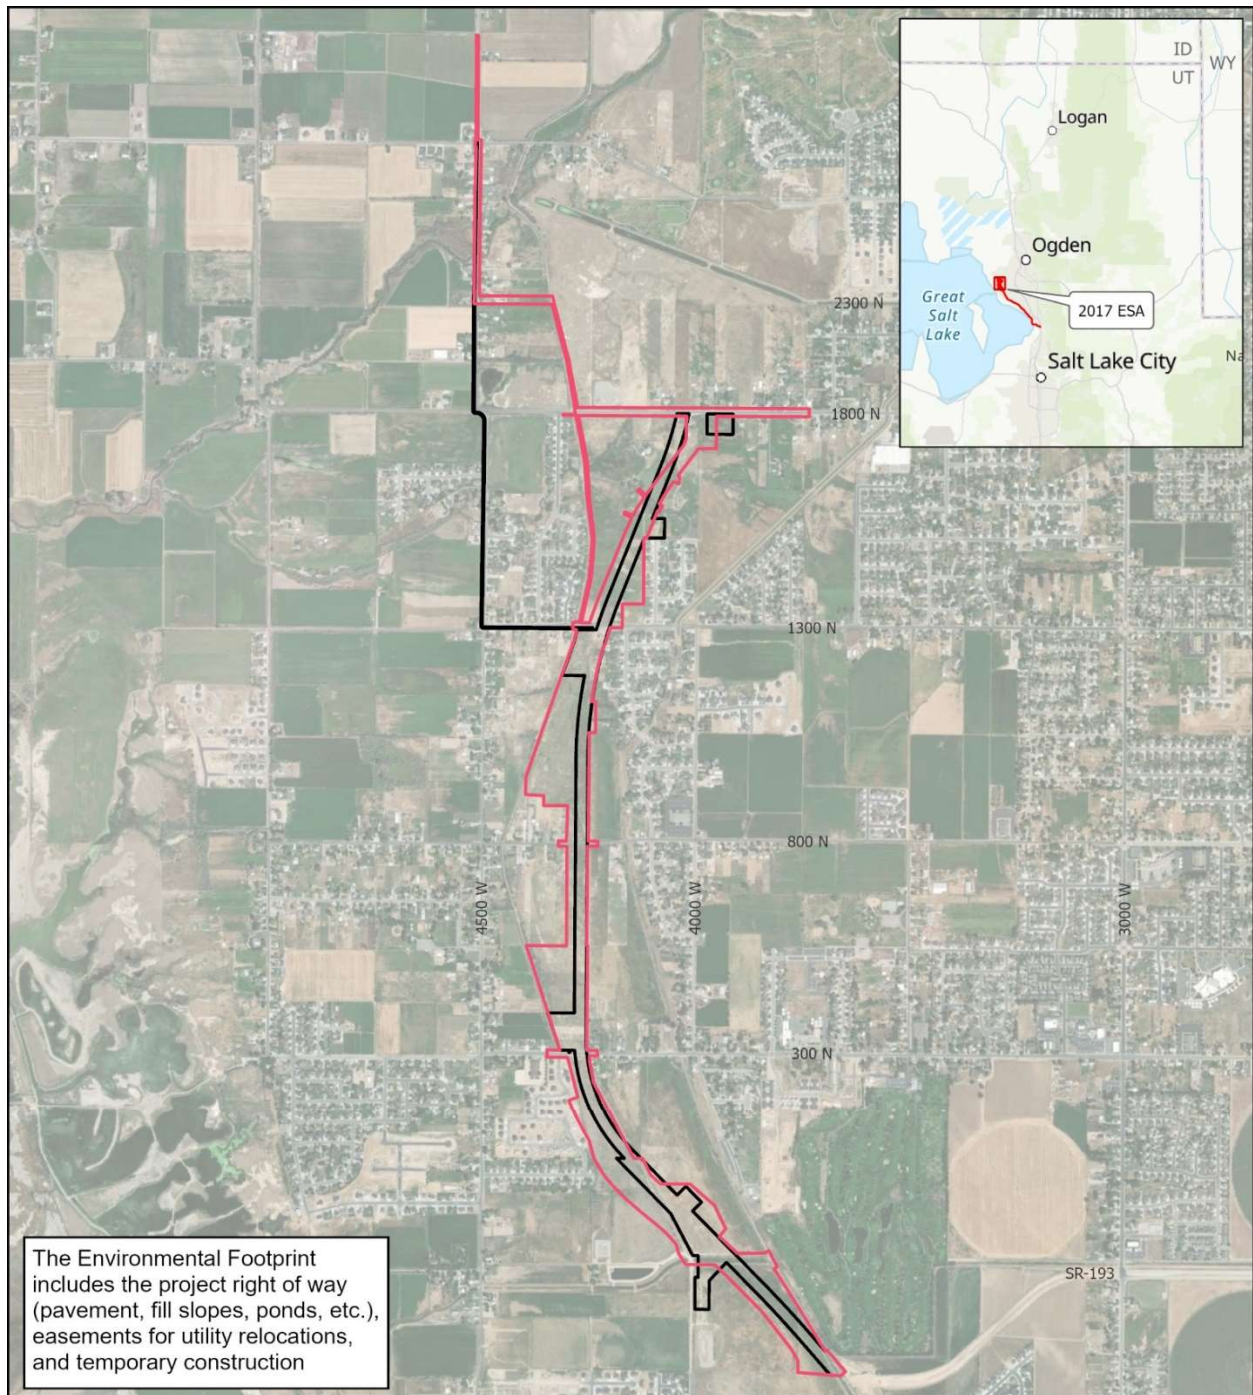 ID
WY
UT
Logan
Ogden
Great
Salt
Lake
2017 ESA
Salt Lake City
Na
2300 N
1800 N
1300 N
800 N
4500 W
4000 W
3000 W
300 N
SR-193
The Environmental Footprint
includes the project right of way
(pavement, fill slopes, ponds, etc.),
easements for utility relocations,
and temporary construction